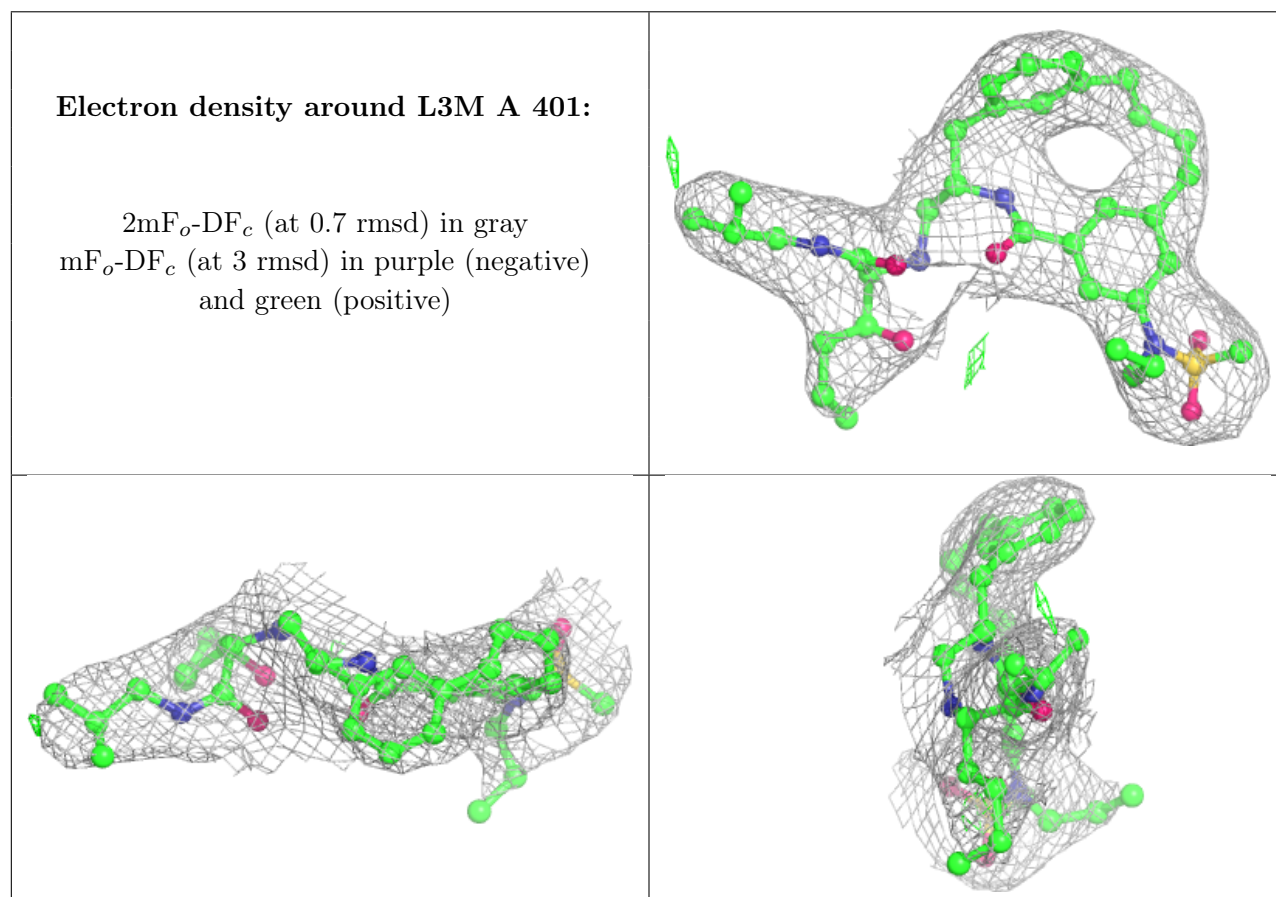 Electron density around L3M A 401:
2mFo-DFc (at 0.7 rmsd) in gray
mFo-DFc (at 3 rmsd) in purple (negative)
and green (positive)